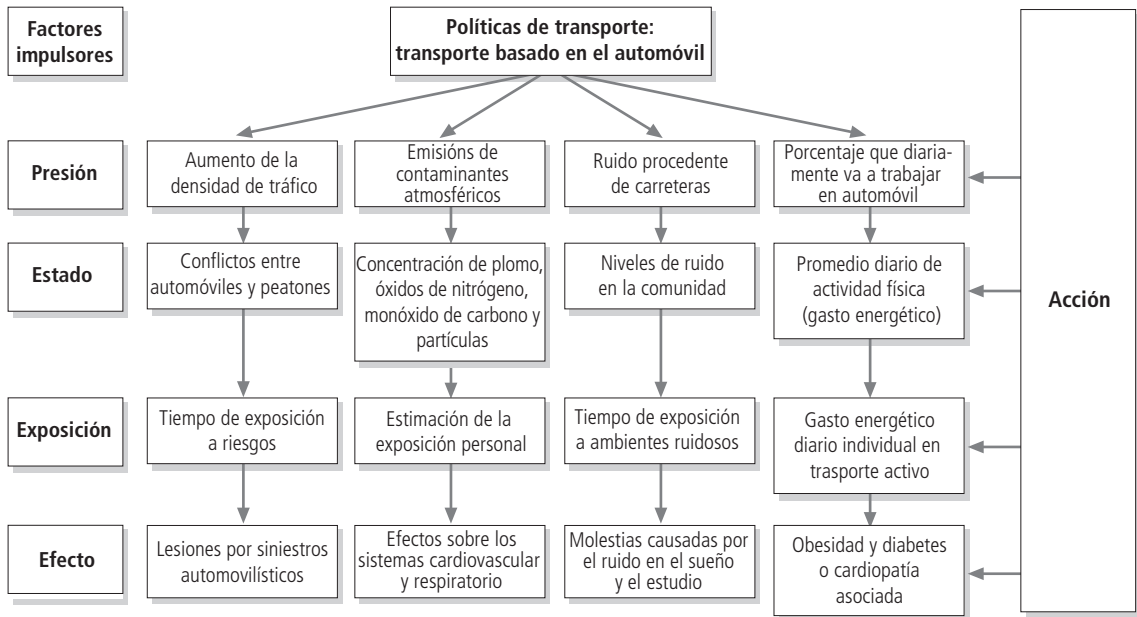 Factores
impulsores
Políticas de transporte:
transporte basado en el automóvil
Presión
Aumento de la
densidad de tráfico
Emisións de
contaminantes
atmosféricos
Ruido procedente
de carreteras
Porcentaje que diaria-
mente va a trabajar
en automóvil
Estado
Conflictos entre
automóviles y peatones
Concentración de plomo,
óxidos de nitrógeno,
monóxido de carbono y
partículas
Niveles de ruido
en la comunidad
Promedio diario de
actividad física
(gasto energético)
Acción
Exposición
Tiempo de exposición
a riesgos
Estimación de la
exposición personal
Tiempo de exposición
a ambientes ruidosos
Gasto energético
diario individual en
trasporte activo
Efecto
Lesiones por siniestros
automovilísticos
Efectos sobre los
sistemas cardiovascular
y respiratorio
Molestias causadas por
el ruido en el sueño
y el estudio
Obesidad y diabetes
o cardiopatía
asociada